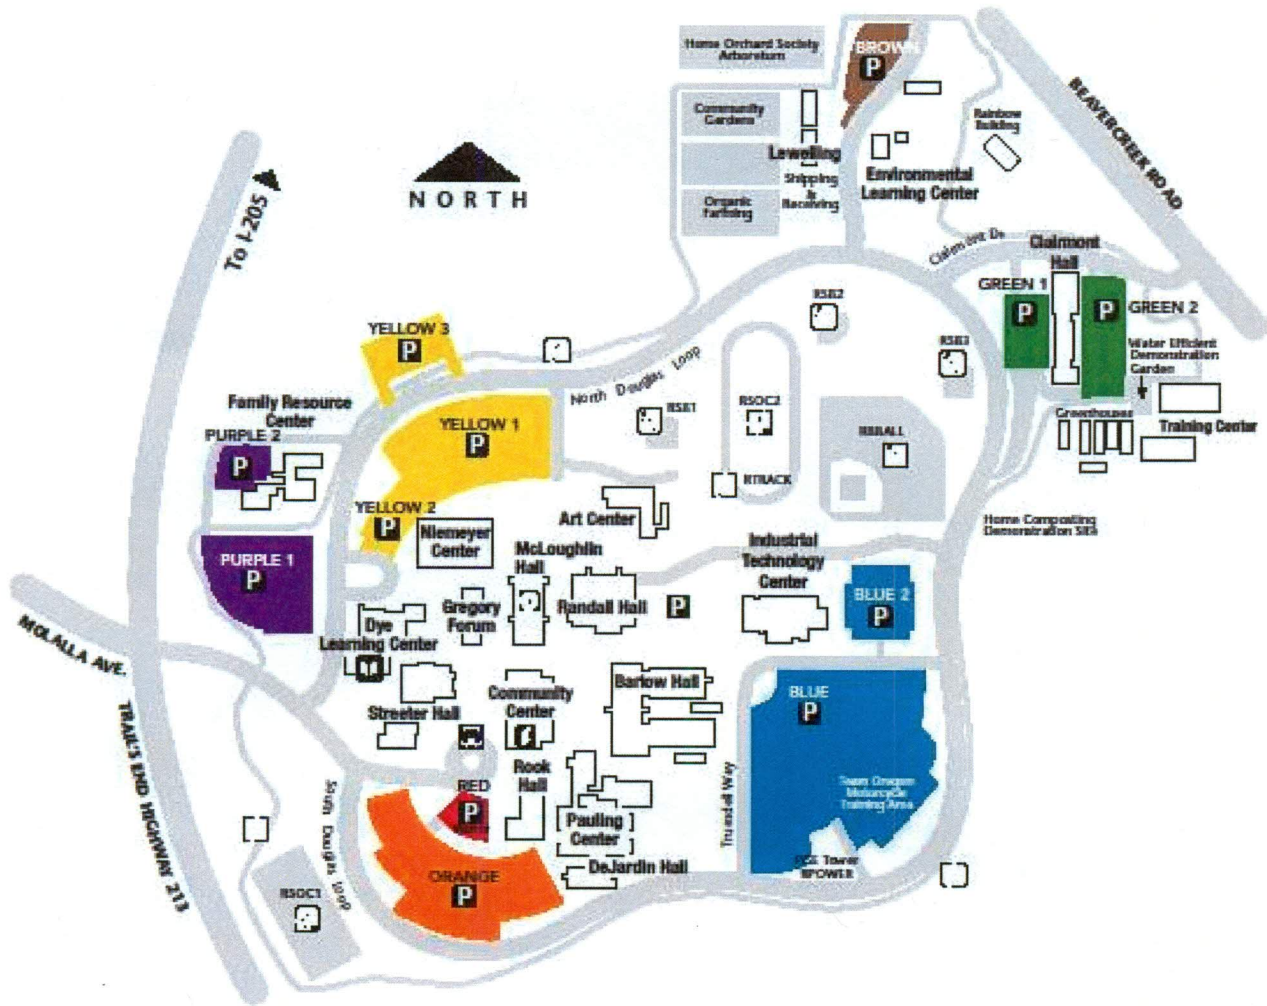 Home Orchard Society
Arboretum
BROWN
P
BEAVERCREEK ROAD
Community
Gardens
Rainbow
Building
Lewelling
Shipping
&
Receiving
Environmental
Learning Center
Organic
Farming
NORTH
To I-205
Clairmont Dr.
Clairmont
Hall
GREEN 1
P
GREEN 2
P
RSB2
RSB3
Water Efficient
Demonstration
Garden
YELLOW 3
P
North Douglas Loop
Family Resource
Center
RSB1
RSOC2
Greenhouses
Training Center
PURPLE 2
P
YELLOW 1
P
RBBALL
RTRACK
YELLOW 2
P
Niemeyer
Center
Art Center
Home Composting
Demonstration Site
PURPLE 1
P
McLoughlin
Hall
Industrial
Technology
Center
BLUE 2
P
Gregory
Forum
Randall Hall
P
MOLALLA AVE.
Dye
Learning Center
Barlow Hall
Community
Center
BLUE
P
Streeter Hall
TRAIL'S END HIGHWAY 213
Rook
Hall
RED
P
South Douglas Loop
Truedell Way
Team Oregon
Motorcycle
Training Area
Pauling
Center
PGE Tower
RPOWER
DeJardin Hall
ORANGE
P
RSOC1